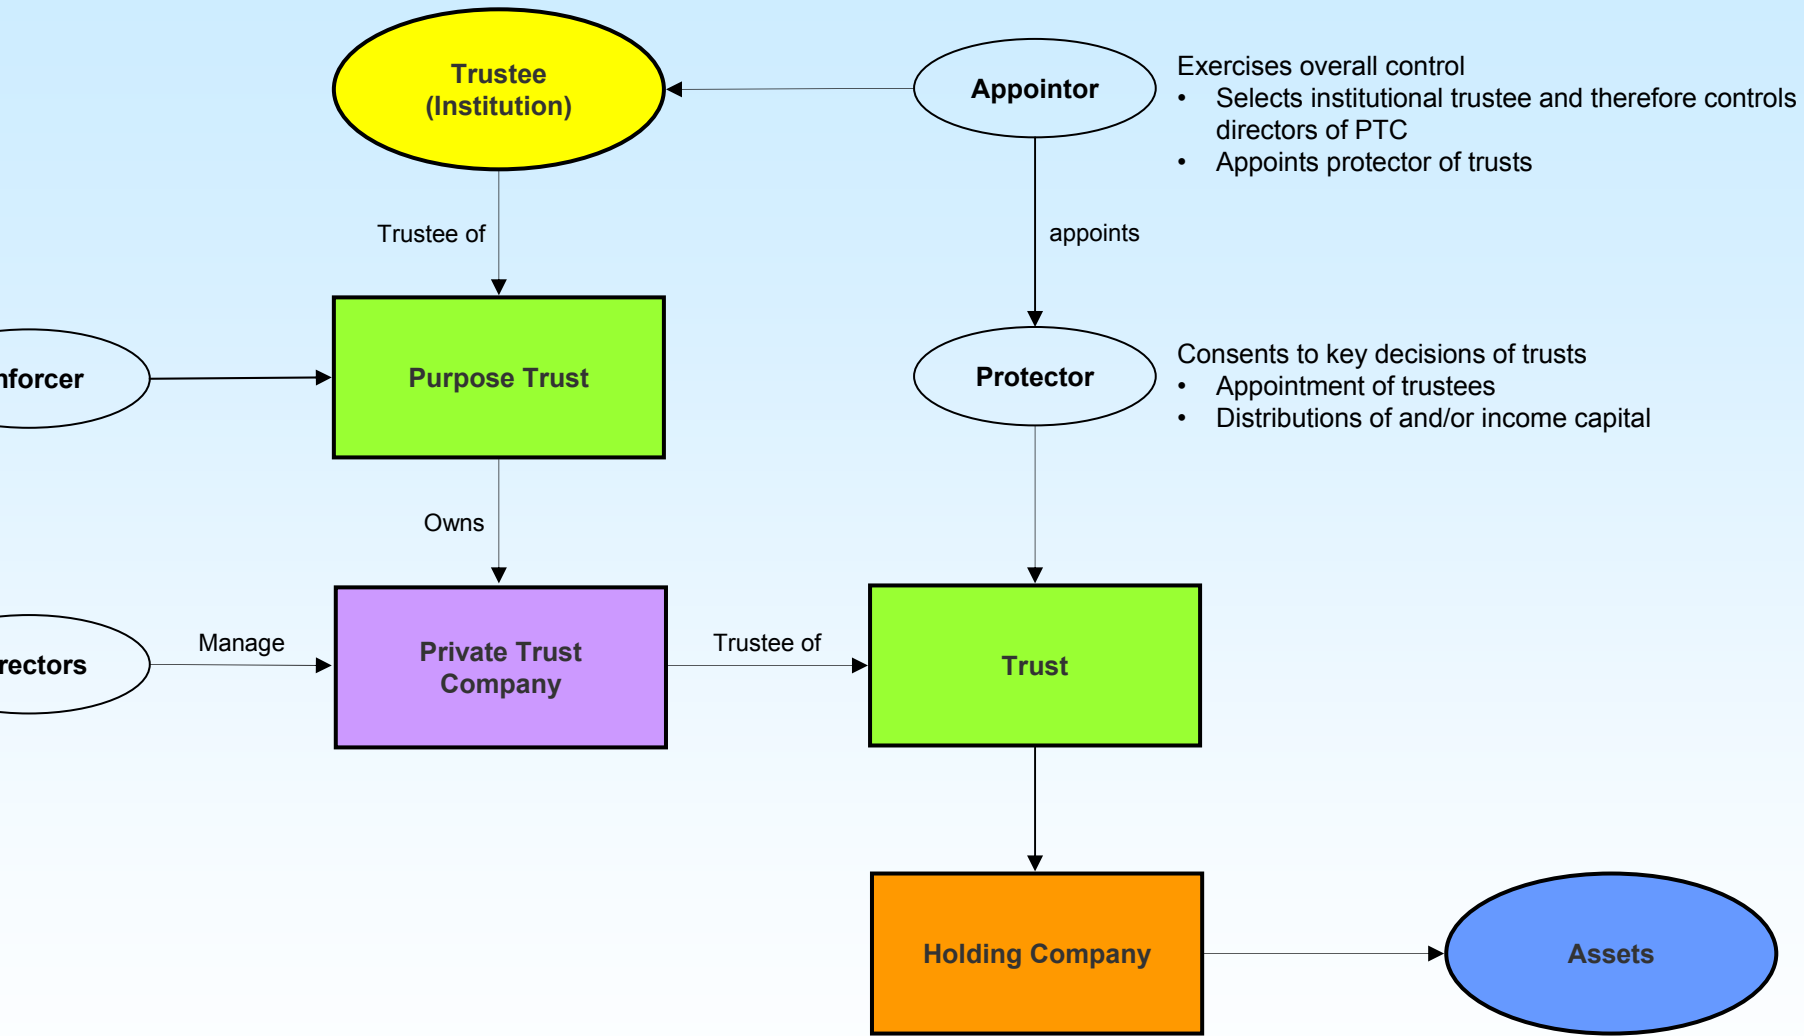 Trustee
(Institution)
Appointor
Exercises overall control
• Selects institutional trustee and therefore controls
directors of PTC
• Appoints protector of trusts
Trustee of
appoints
nforcer
Purpose Trust
Protector
Consents to key decisions of trusts
• Appointment of trustees
• Distributions of and/or income capital
Owns
rectors
Manage
Private Trust
Company
Trustee of
Trust
Holding Company
Assets